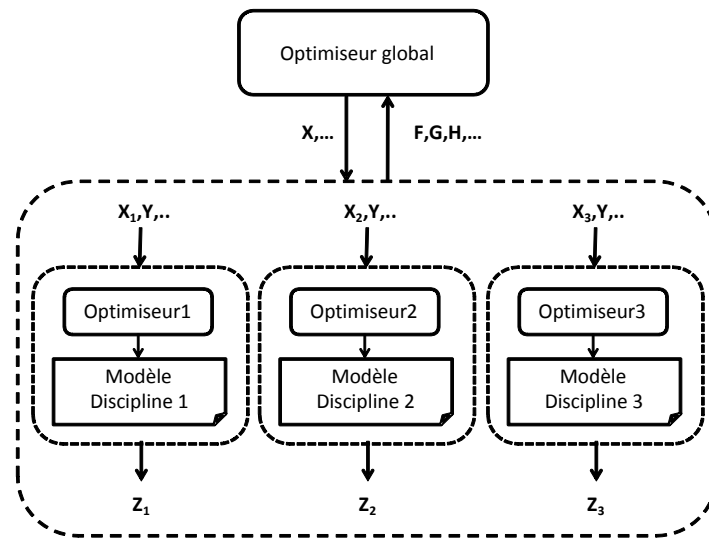 Optimiseur global
X,... F,G,H,...
X₁,Y,.. X₂,Y,.. X₃,Y,..
Optimiseur1 Optimiseur2 Optimiseur3
Modèle Modèle Modèle
Discipline 1 Discipline 2 Discipline 3
Z₁ Z₂ Z₃